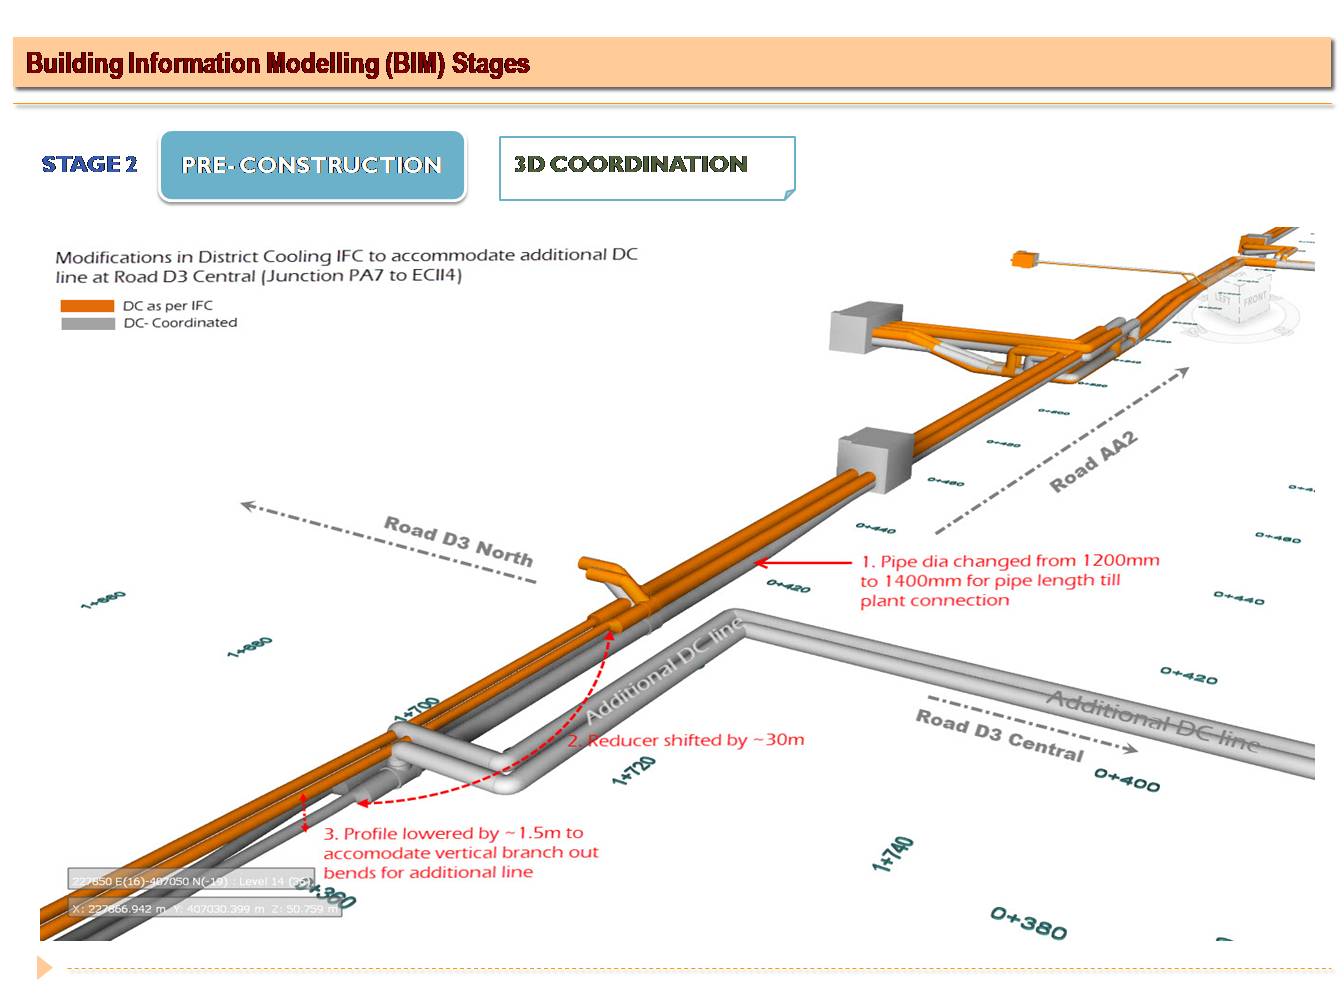 Building Information Modelling (BIM) Stages
STAGE 2
PRE- CONSTRUCTION
3D COORDINATION
Modifications in District Cooling IFC to accommodate additional DC
line at Road D3 Central (Junction PA7 to ECII4)
DC as per IFC
DC- Coordinated
LEFT
FRONT
Road AA2
0+480
0+440
0+420
Road D3 North
1. Pipe dia changed from 1200mm
to 1400mm for pipe length till
plant connection
1+660
1+680
1+700
1+720
1+740
Additional DC line
Additional DC line
Road D3 Central
0+480
0+440
0+420
0+400
0+380
0+360
2. Reducer shifted by ~30m
3. Profile lowered by ~1.5m to
accomodate vertical branch out
bends for additional line
227850 E(16)-407050 N(-19) : Level 14 (36)
X: 227866.942 m Y: 407030.399 m Z: 50.759 m